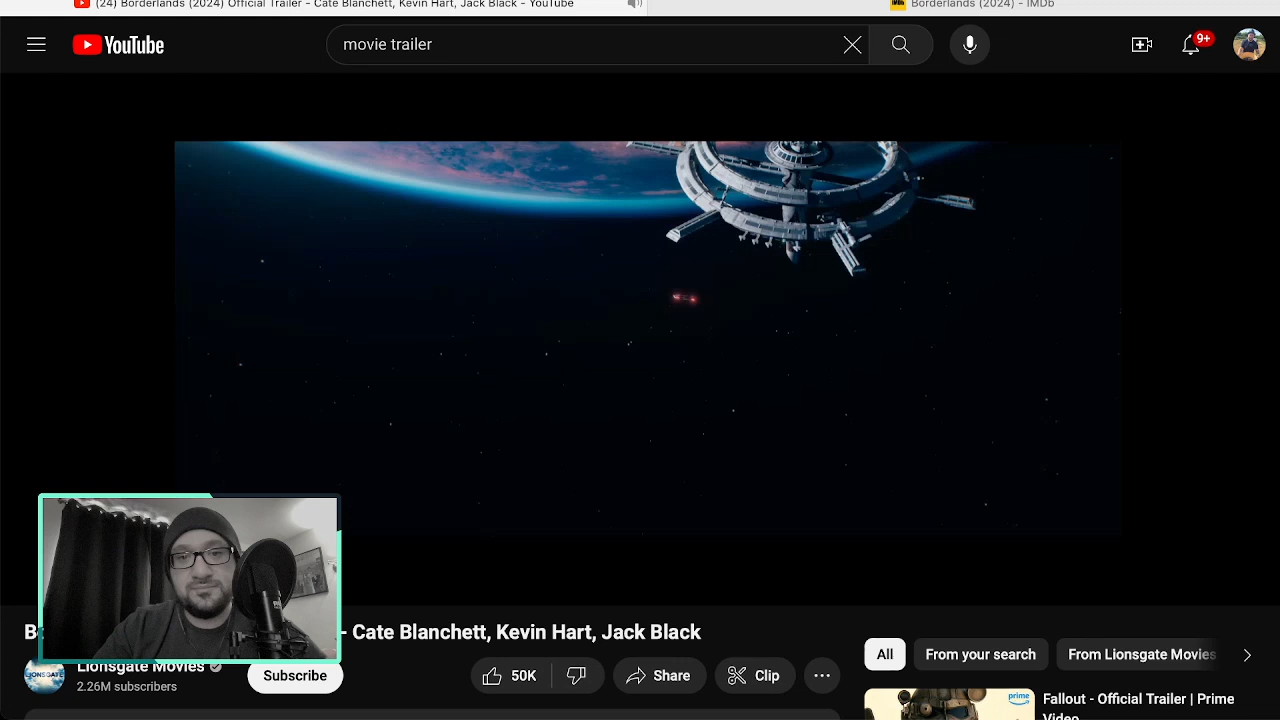 (24) Borderlands (2024) Official Trailer - Cate Blanchett, Kevin Hart, Jack Black - YouTube
IMDb Borderlands (2024) - IMDb
YouTube
movie trailer
9+
- Cate Blanchett, Kevin Hart, Jack Black
LIONSGATE
Lionsgate Movies
2.26M subscribers
Subscribe
50K
Share
Clip
All
From your search
From Lionsgate Movies
prime
Fallout - Official Trailer | Prime
Video